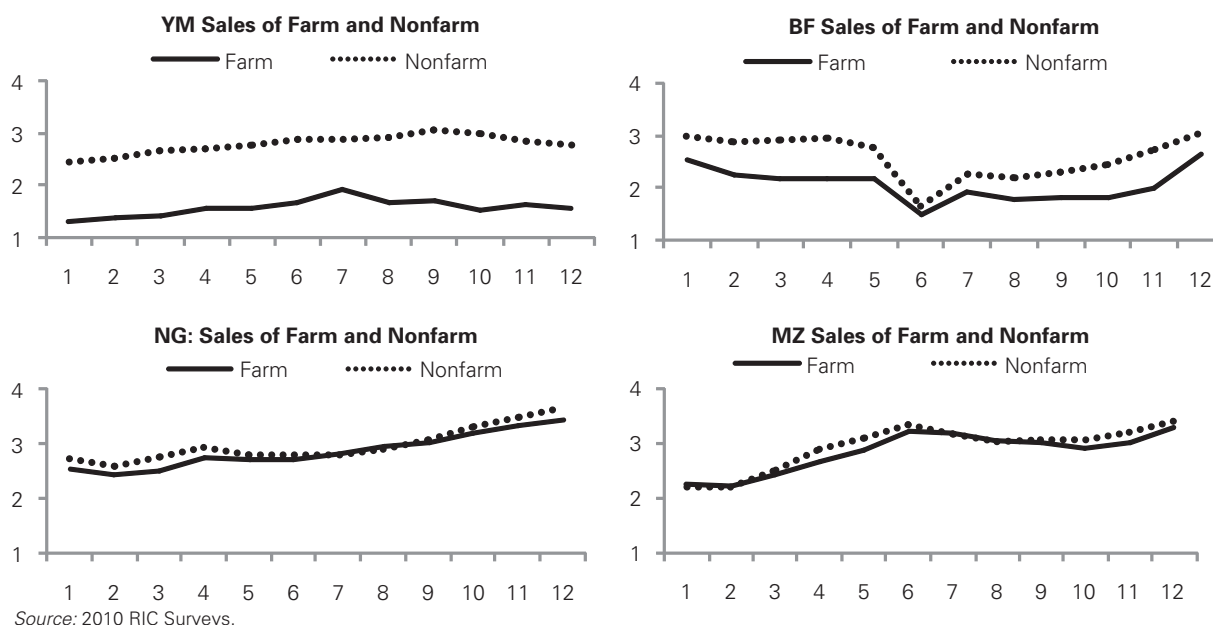 YM Sales of Farm and Nonfarm
Farm Nonfarm
4
3
2
1
1 2 3 4 5 6 7 8 9 10 11 12
BF Sales of Farm and Nonfarm
Farm Nonfarm
4
3
2
1
1 2 3 4 5 6 7 8 9 10 11 12
NG: Sales of Farm and Nonfarm
Farm Nonfarm
4
3
2
1
1 2 3 4 5 6 7 8 9 10 11 12
MZ Sales of Farm and Nonfarm
Farm Nonfarm
4
3
2
1
1 2 3 4 5 6 7 8 9 10 11 12
Source: 2010 RIC Surveys.